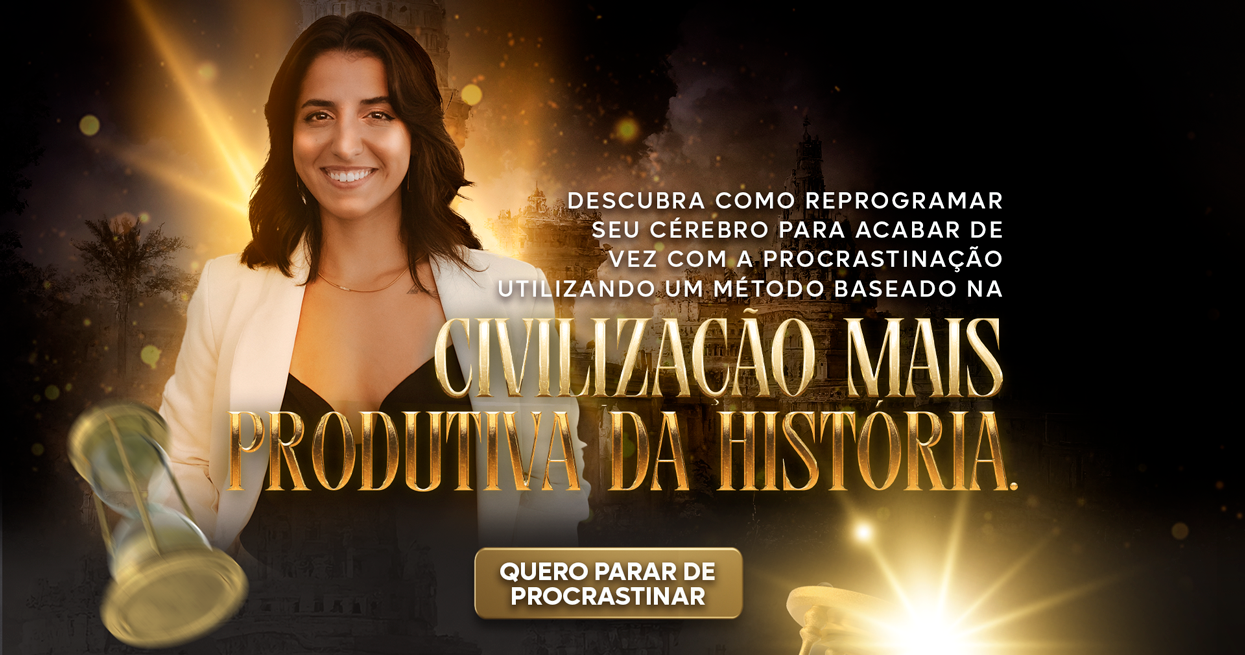 DESCUBRA COMO REPROGRAMAR
SEU CÉREBRO PARA ACABAR DE
VEZ COM A PROCRASTINAÇÃO
UTILIZANDO UM MÉTODO BASEADO NA
CIVILIZAÇÃO MAIS
PRODUTIVA DA HISTÓRIA.
QUERO PARAR DE
PROCRASTINAR